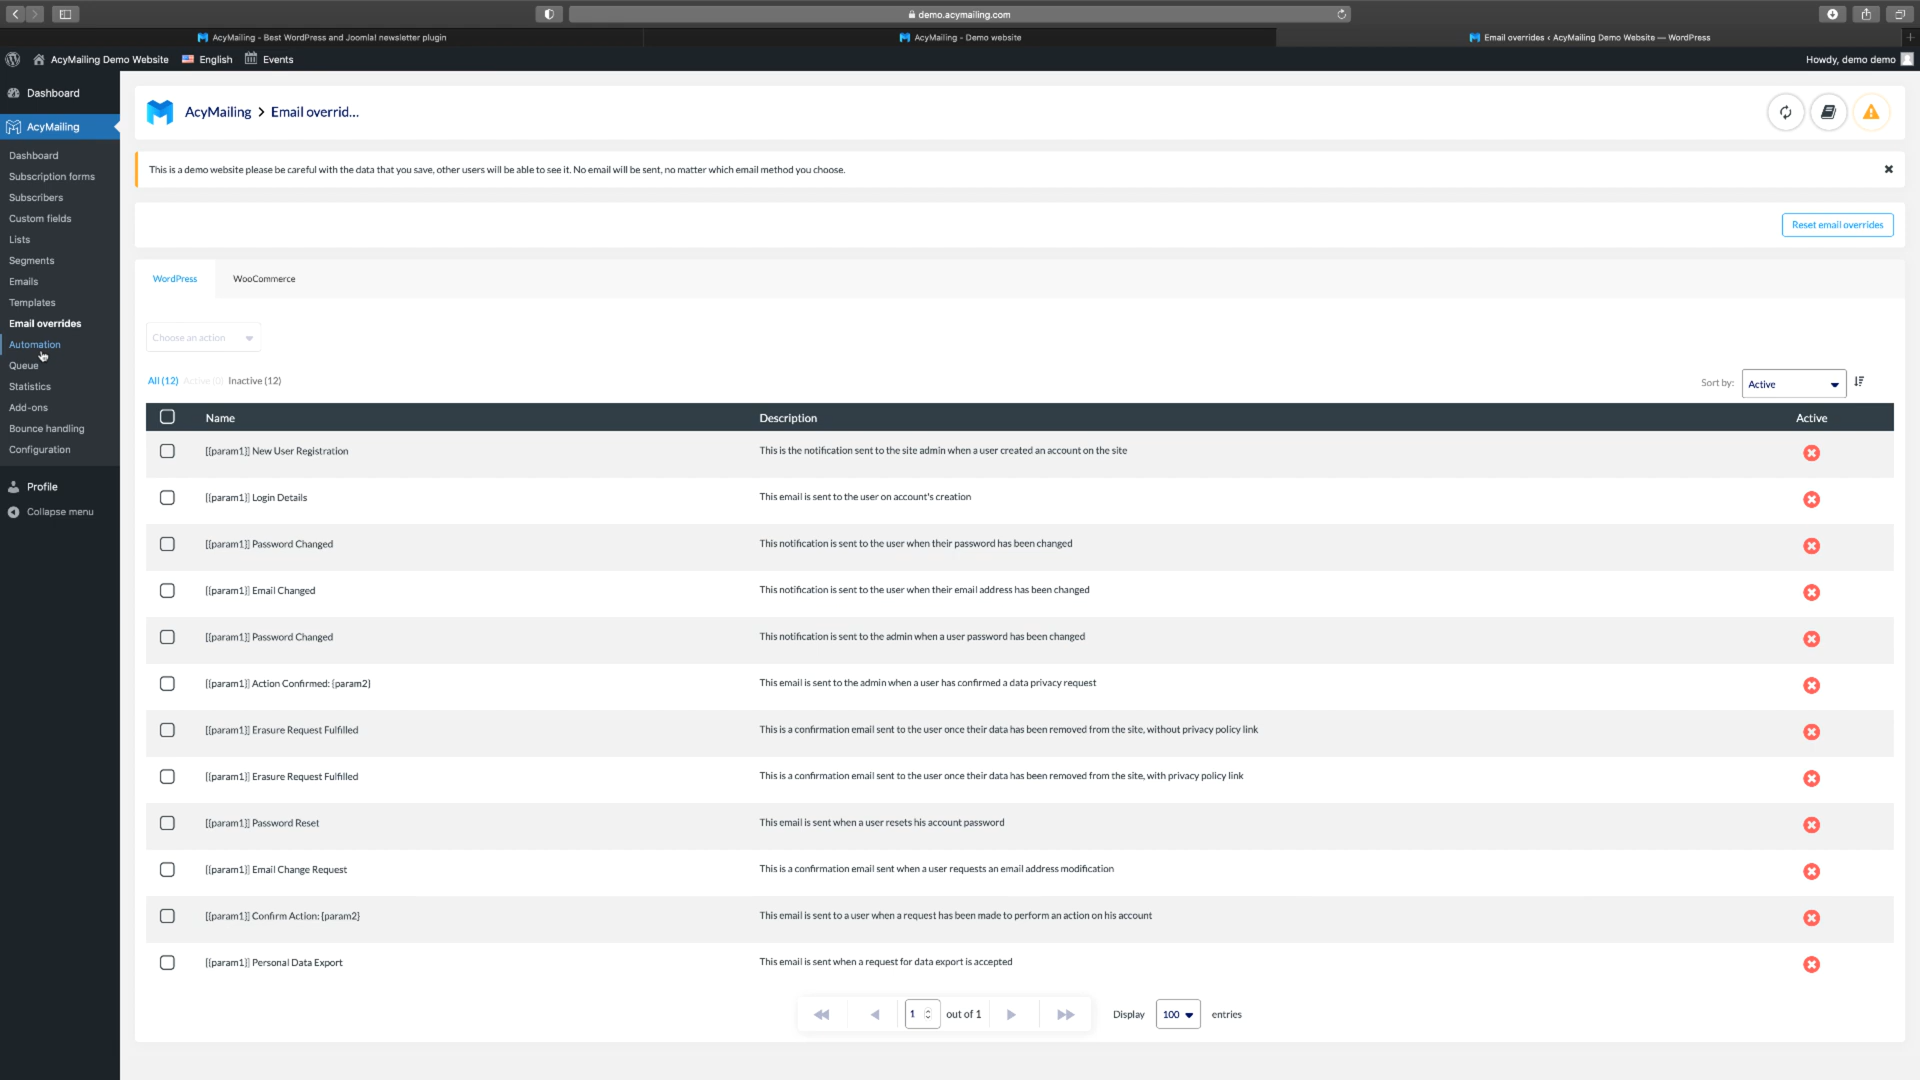 demo.acymailing.com
AcyMailing - Best WordPress and Joomla! newsletter plugin
AcyMailing - Demo website
Email overrides ‹ AcyMailing Demo Website — WordPress
AcyMailing Demo Website
English
Events
Howdy, demo demo
Dashboard
AcyMailing
Dashboard
Subscription forms
Subscribers
Custom fields
Lists
Segments
Emails
Templates
Email overrides
Automation
Queue
Statistics
Add-ons
Bounce handling
Configuration
Profile
Collapse menu
AcyMailing > Email overrid...
This is a demo website please be careful with the data that you save, other users will be able to see it. No email will be sent, no matter which email method you choose.
Reset email overrides
WordPress
WooCommerce
Choose an action
All (12) Active (0) Inactive (12)
Sort by: Active
Name Description Active
[{param1}] New User Registration This is the notification sent to the site admin when a user created an account on the site
[{param1}] Login Details This email is sent to the user on account's creation
[{param1}] Password Changed This notification is sent to the user when their password has been changed
[{param1}] Email Changed This notification is sent to the user when their email address has been changed
[{param1}] Password Changed This notification is sent to the admin when a user password has been changed
[{param1}] Action Confirmed: {param2} This email is sent to the admin when a user has confirmed a data privacy request
[{param1}] Erasure Request Fulfilled This is a confirmation email sent to the user once their data has been removed from the site, without privacy policy link
[{param1}] Erasure Request Fulfilled This is a confirmation email sent to the user once their data has been removed from the site, with privacy policy link
[{param1}] Password Reset This email is sent when a user resets his account password
[{param1}] Email Change Request This is a confirmation email sent when a user requests an email address modification
[{param1}] Confirm Action: {param2} This email is sent to a user when a request has been made to perform an action on his account
[{param1}] Personal Data Export This email is sent when a request for data export is accepted
1 out of 1 Display 100 entries